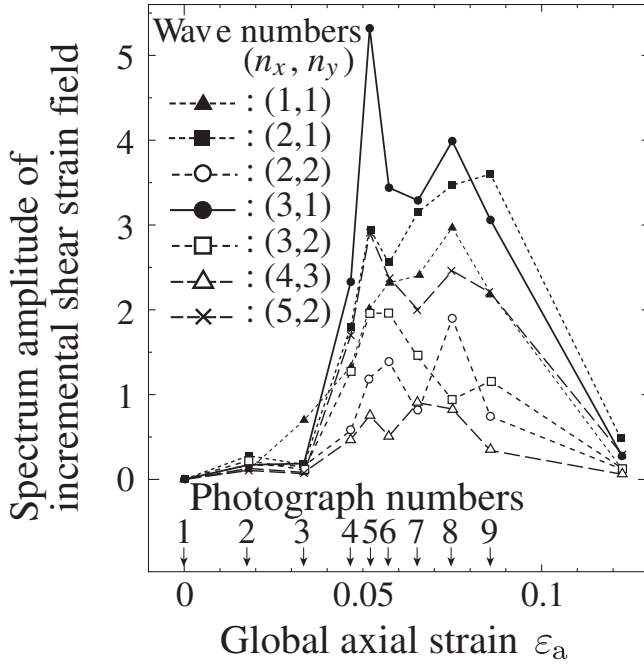 Spectrum amplitude of
incremental shear strain field
5
4
3
2
1
0
Wave numbers
(nₓ, n_y)
: (1,1)
: (2,1)
: (2,2)
: (3,1)
: (3,2)
: (4,3)
: (5,2)
Photograph numbers
1 2 3 4 5 6 7 8 9
0 0.05 0.1
Global axial strain εₐ